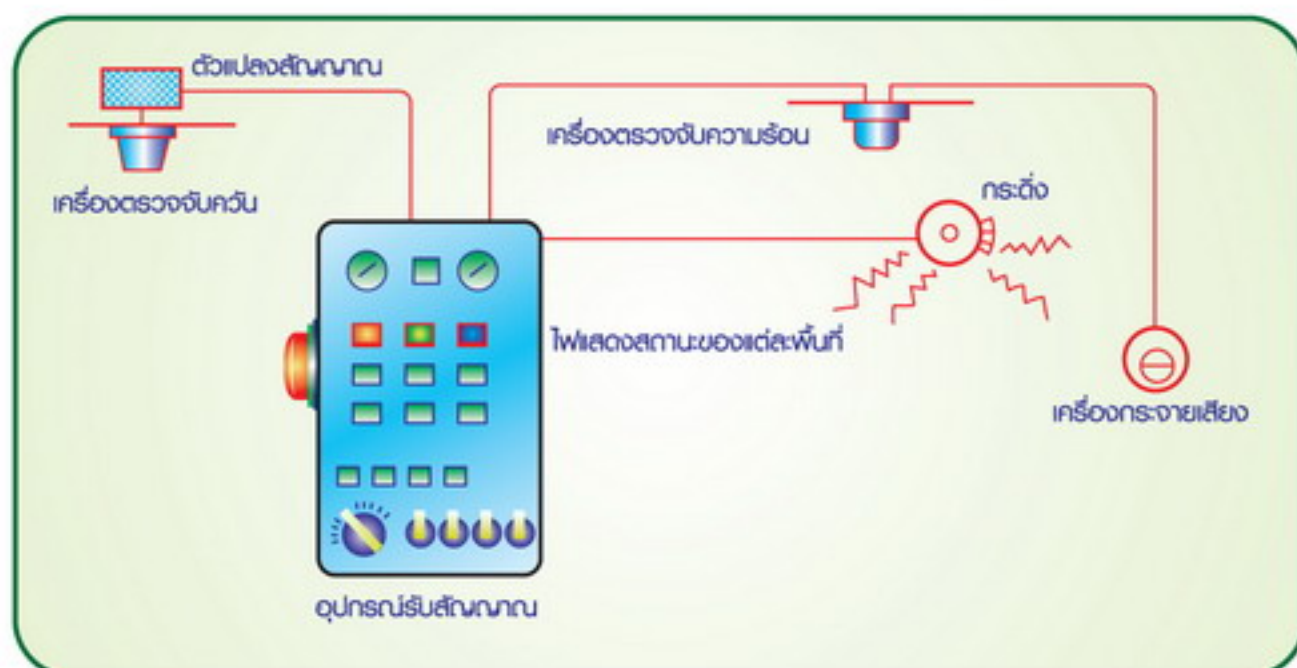 ตัวแปลงสัญญาณ
เครื่องตรวจจับควัน
เครื่องตรวจจับความร้อน
กระดิ่ง
ไฟแสดงสถานะของแต่ละพื้นที่
เครื่องกระจายเสียง
อุปกรณ์รับสัญญาณ